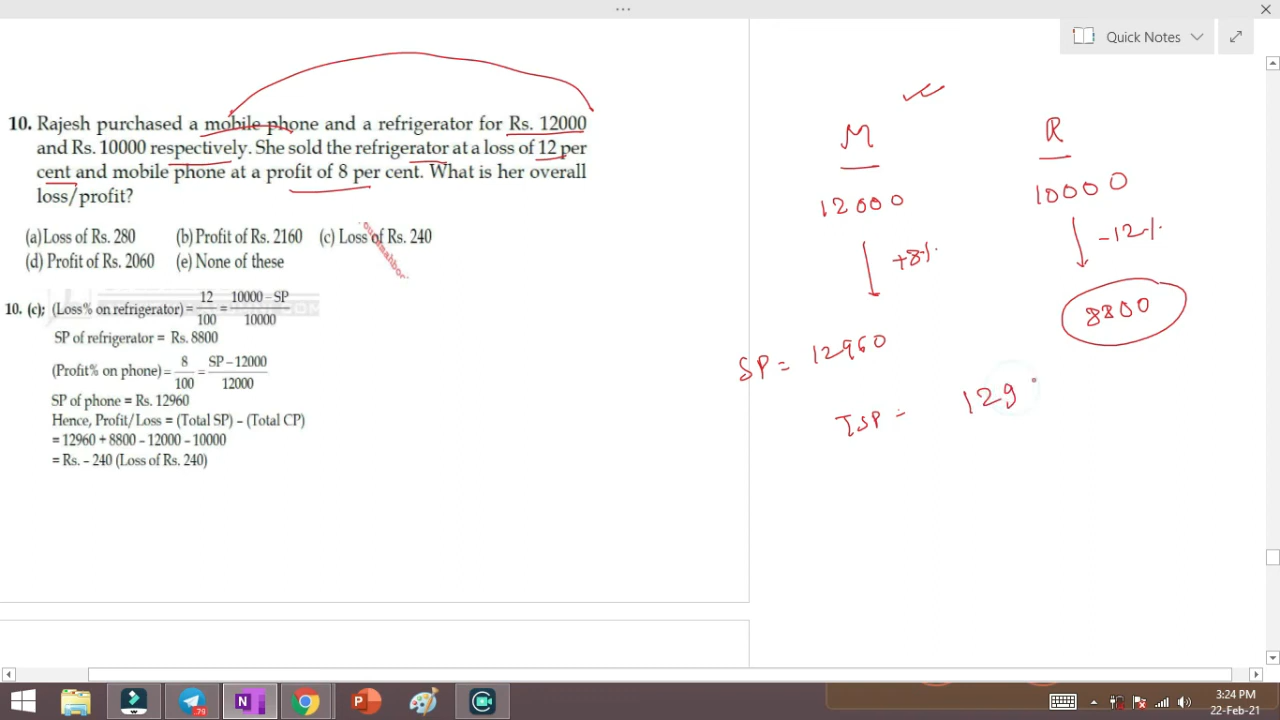 Quick Notes
10. Rajesh purchased a mobile phone and a refrigerator for Rs. 12000
and Rs. 10000 respectively. She sold the refrigerator at a loss of 12 per
cent and mobile phone at a profit of 8 per cent. What is her overall
loss/profit?
(a)Loss of Rs. 280 (b)Profit of Rs. 2160 (c) Loss of Rs. 240
(d) Profit of Rs. 2060 (e) None of these
10. (c); (Loss% on refrigerator) = 12/100 = 10000 – SP/10000
SP of refrigerator = Rs. 8800
(Profit% on phone) = 8/100 = SP – 12000/12000
SP of phone = Rs. 12960
Hence, Profit/Loss = (Total SP) – (Total CP)
= 12960 + 8800 – 12000 – 10000
= Rs. – 240 (Loss of Rs. 240)
M R
12000 10000
+8% -12%
8800
SP = 12960
TSP = 129
3:24 PM
22-Feb-21